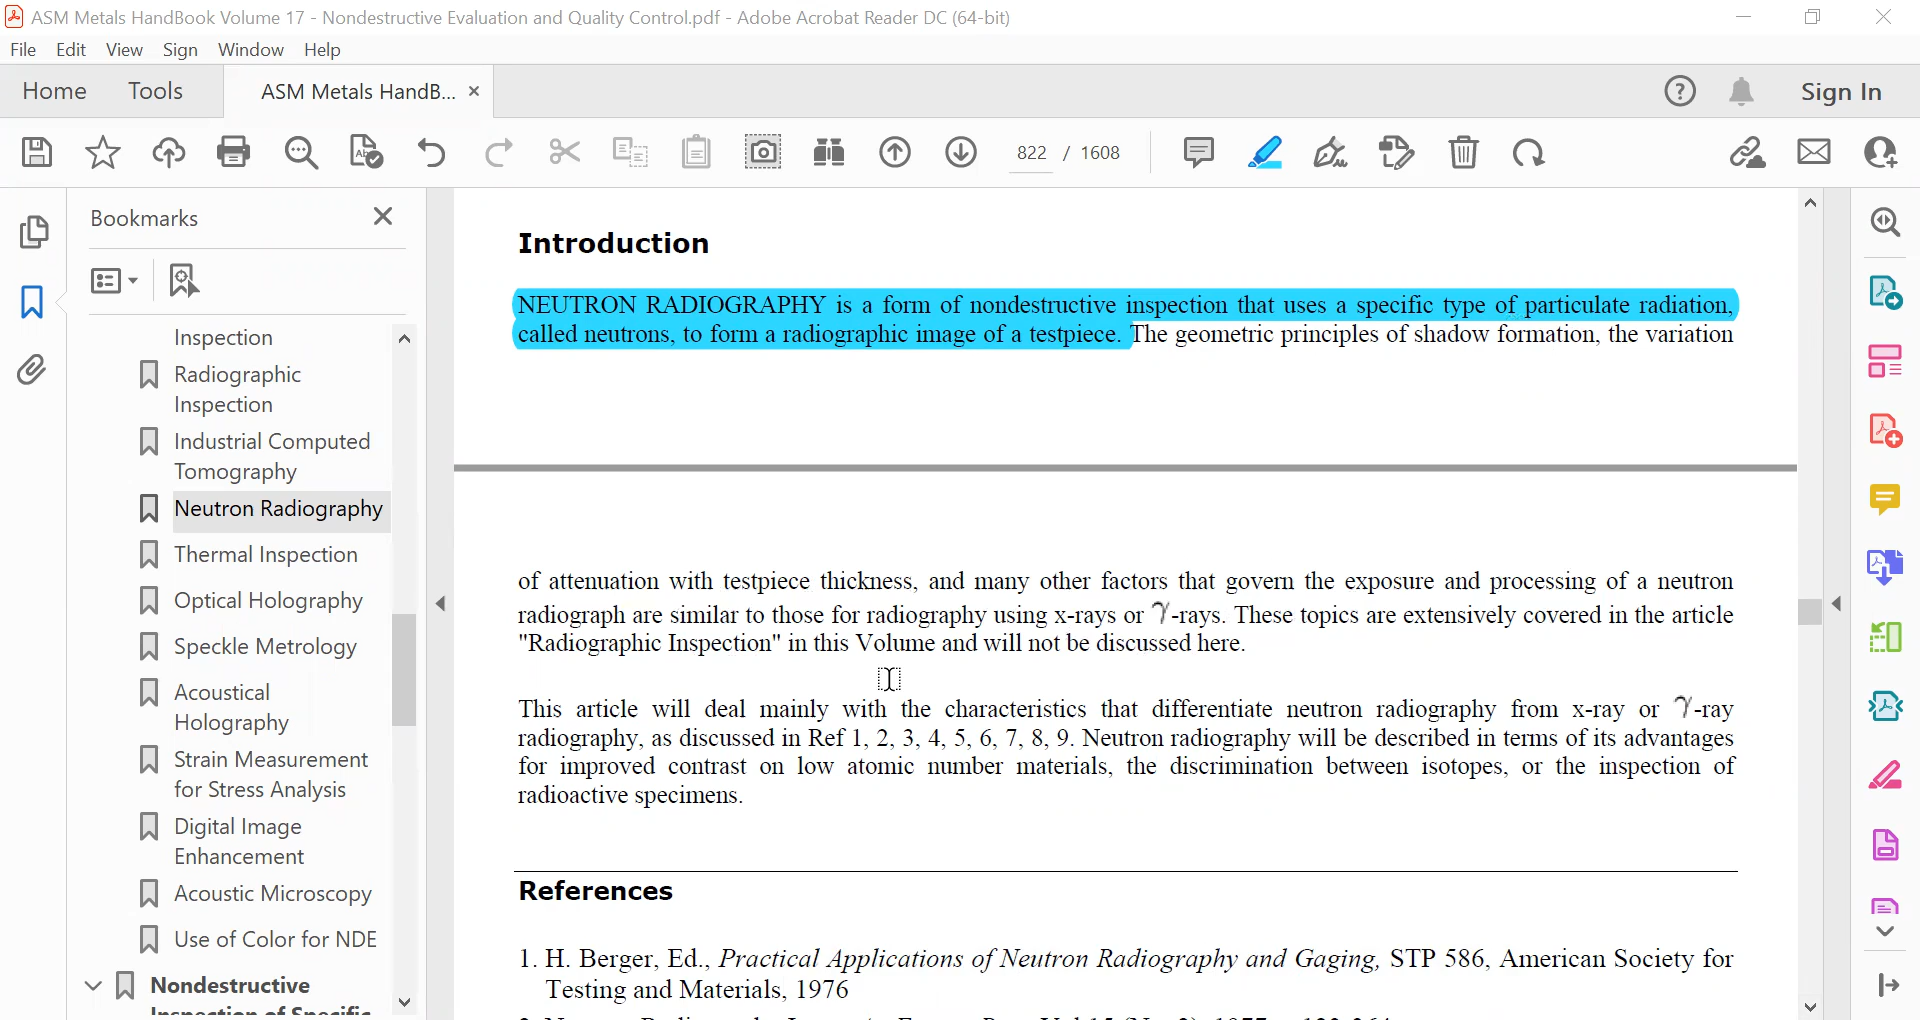 ASM Metals HandBook Volume 17 - Nondestructive Evaluation and Quality Control.pdf - Adobe Acrobat Reader DC (64-bit)
File Edit View Sign Window Help
Home Tools ASM Metals HandB... × Sign In
822 / 1608
Bookmarks
Inspection
Radiographic
Inspection
Industrial Computed
Tomography
Neutron Radiography
Thermal Inspection
Optical Holography
Speckle Metrology
Acoustical
Holography
Strain Measurement
for Stress Analysis
Digital Image
Enhancement
Acoustic Microscopy
Use of Color for NDE
Nondestructive
Inspection of Specific
Introduction
NEUTRON RADIOGRAPHY is a form of nondestructive inspection that uses a specific type of particulate radiation,
called neutrons, to form a radiographic image of a testpiece. The geometric principles of shadow formation, the variation
of attenuation with testpiece thickness, and many other factors that govern the exposure and processing of a neutron
radiograph are similar to those for radiography using x-rays or γ-rays. These topics are extensively covered in the article
"Radiographic Inspection" in this Volume and will not be discussed here.
This article will deal mainly with the characteristics that differentiate neutron radiography from x-ray or γ-ray
radiography, as discussed in Ref 1, 2, 3, 4, 5, 6, 7, 8, 9. Neutron radiography will be described in terms of its advantages
for improved contrast on low atomic number materials, the discrimination between isotopes, or the inspection of
radioactive specimens.
References
1. H. Berger, Ed., Practical Applications of Neutron Radiography and Gaging, STP 586, American Society for
Testing and Materials, 1976